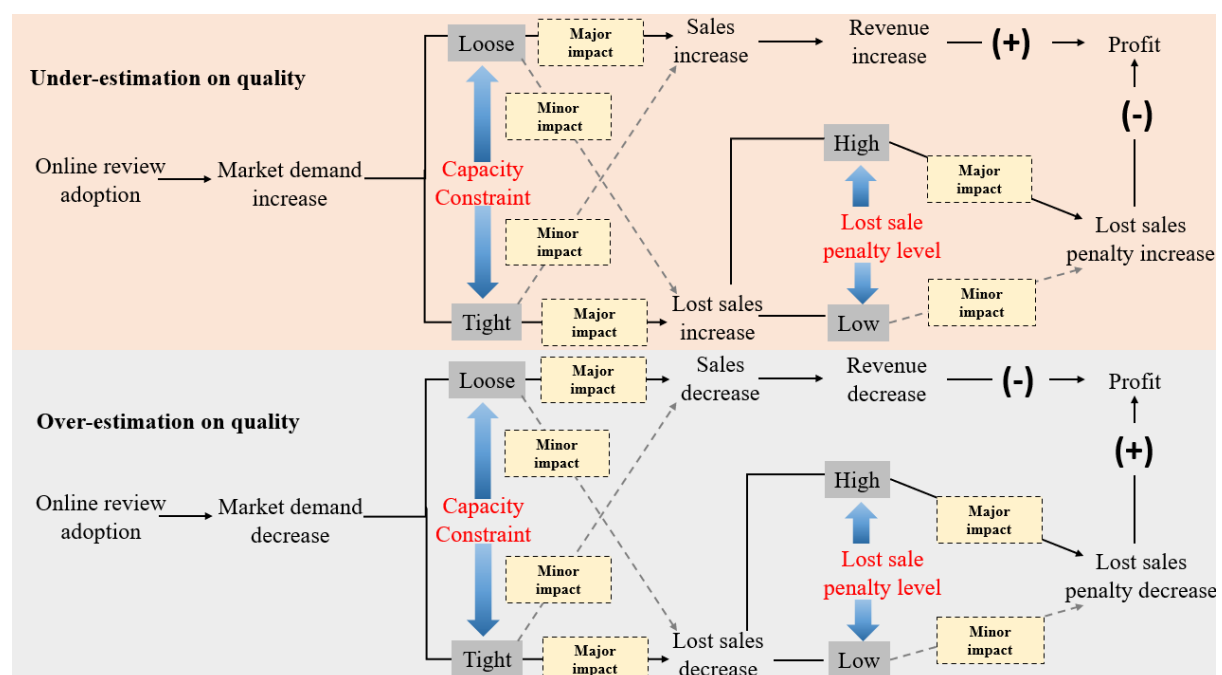 Under-estimation on quality
Online review
adoption
Market demand
increase
Loose
Major
impact
Minor
impact
Capacity
Constraint
Minor
impact
Tight
Major
impact
Sales
increase
Revenue
increase
(+)
Profit
Lost sales
increase
High
Major
impact
Lost sale
penalty level
Low
Minor
impact
Lost sales
penalty increase
(-)
Over-estimation on quality
Online review
adoption
Market demand
decrease
Loose
Major
impact
Minor
impact
Capacity
Constraint
Minor
impact
Tight
Major
impact
Sales
decrease
Revenue
decrease
(-)
Profit
Lost sales
decrease
High
Major
impact
Lost sale
penalty level
Low
Minor
impact
Lost sales
penalty decrease
(+)